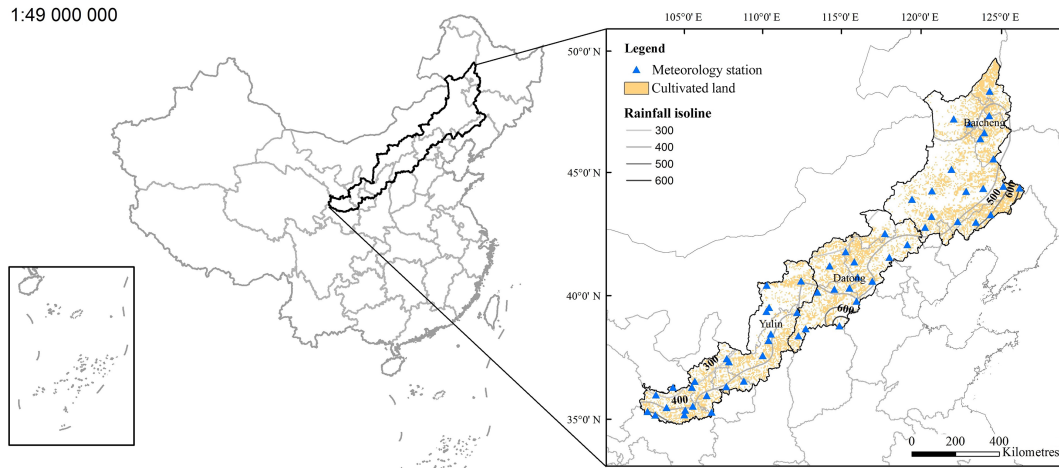 1:49 000 000
105°0' E
110°0' E
115°0' E
120°0' E
125°0' E
50°0' N
45°0' N
40°0' N
35°0' N
Legend
Meteorology station
Cultivated land
Rainfall isoline
300
400
500
600
Baicheng
500
600
Datong
600
Yulin
300
400
0 200 400
Kilometres